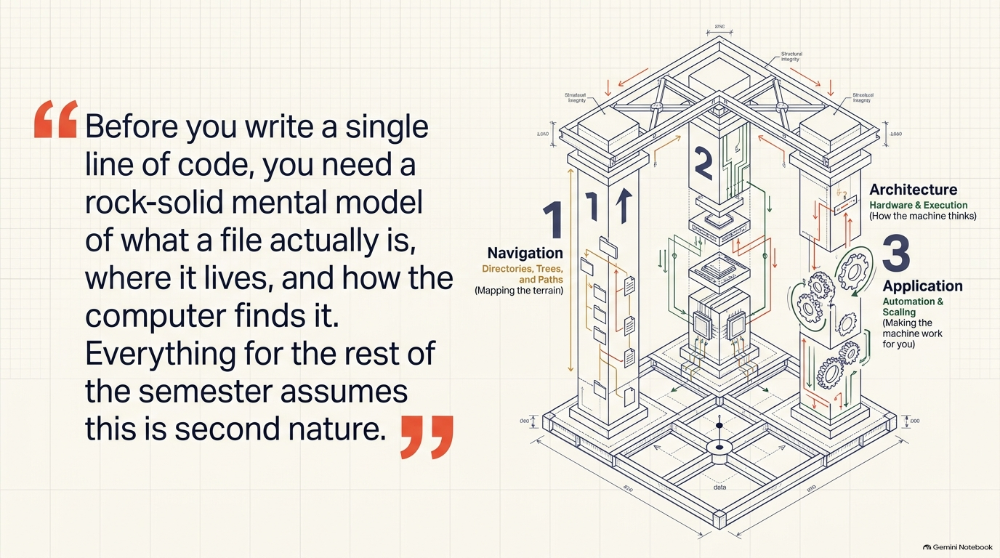 Before you write a single
line of code, you need a
rock-solid mental model
of what a file actually is,
where it lives, and how the
computer finds it.
Everything for the rest of
the semester assumes
this is second nature.
Structural
Integrity
1
Navigation
Directories, Trees,
and Paths
(Mapping the terrain)
1
2
Architecture
Hardware & Execution
(How the machine thinks)
3
Application
Automation &
Scaling
(Making the
machine work
for you)
data
Gemini Notebook